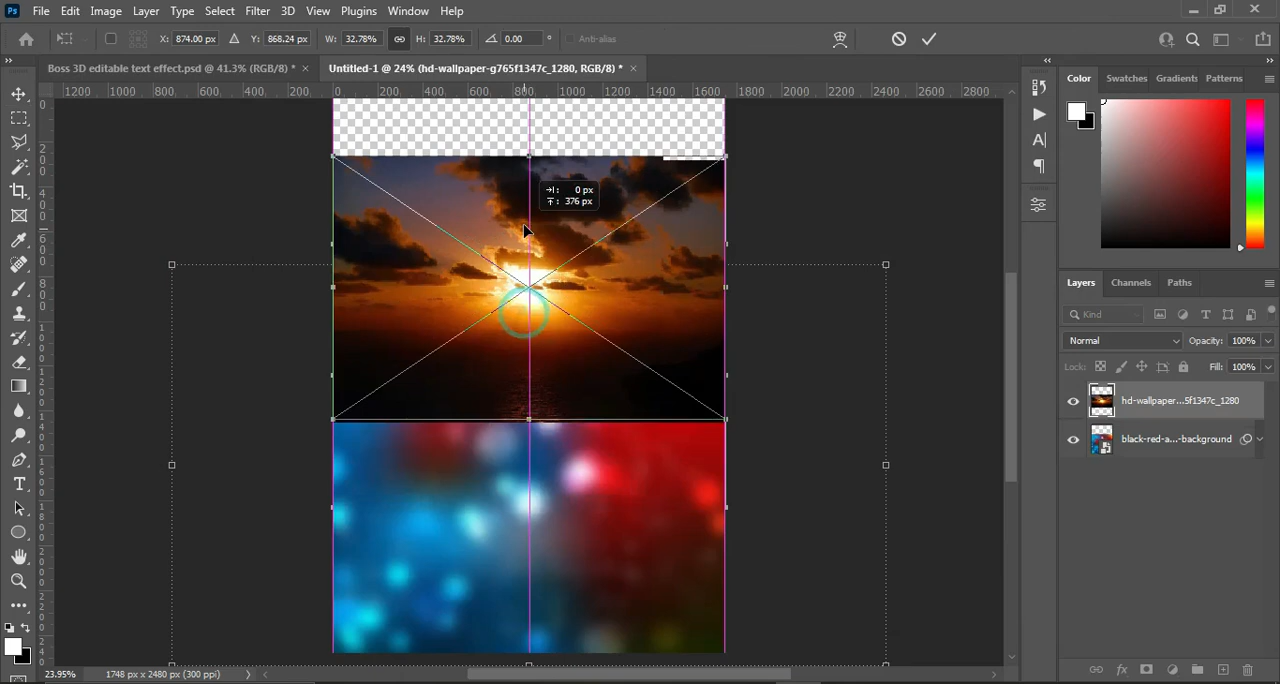 Ps File Edit Image Layer Type Select Filter 3D View Plugins Window Help
X: 874.00 px Y: 868.24 px W: 32.78% H: 32.78% 0.00 ° Anti-alias
Boss 3D editable text effect.psd @ 41.3% (RGB/8) * × Untitled-1 @ 24% (hd-wallpaper-g765f1347c_1280, RGB/8) * ×
1200 1000 800 600 400 200 0 200 400 600 800 1000 1200 1400 1600 1800 2000 2200 2400 2600 2800
Color Swatches Gradients Patterns
0 px
376 px
Layers Channels Paths
Kind
Normal Opacity: 100%
Lock: Fill: 100%
hd-wallpaper...5f1347c_1280
black-red-a...-background
fx
23.95% 1748 px x 2480 px (300 ppi)